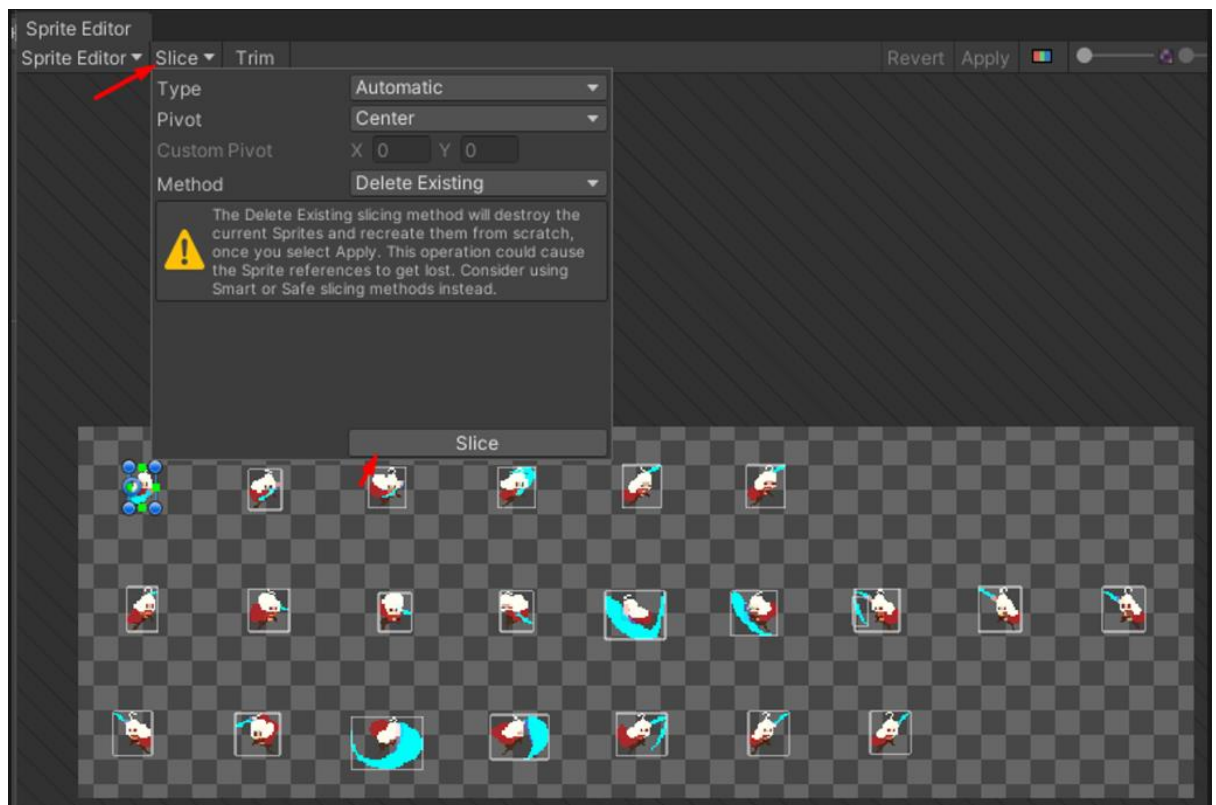 Sprite Editor
Sprite Editor Slice Trim Revert Apply
Type Automatic
Pivot Center
Custom Pivot X 0 Y 0
Method Delete Existing
The Delete Existing slicing method will destroy the
current Sprites and recreate them from scratch,
once you select Apply. This operation could cause
the Sprite references to get lost. Consider using
Smart or Safe slicing methods instead.
Slice